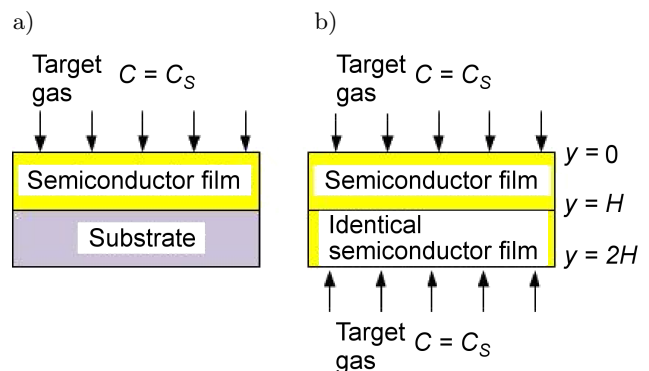 a)
Target
gas
C = C_S
Semiconductor film
Substrate
b)
Target
gas
C = C_S
y = 0
Semiconductor film
y = H
Identical
semiconductor film
y = 2H
Target
gas
C = C_S